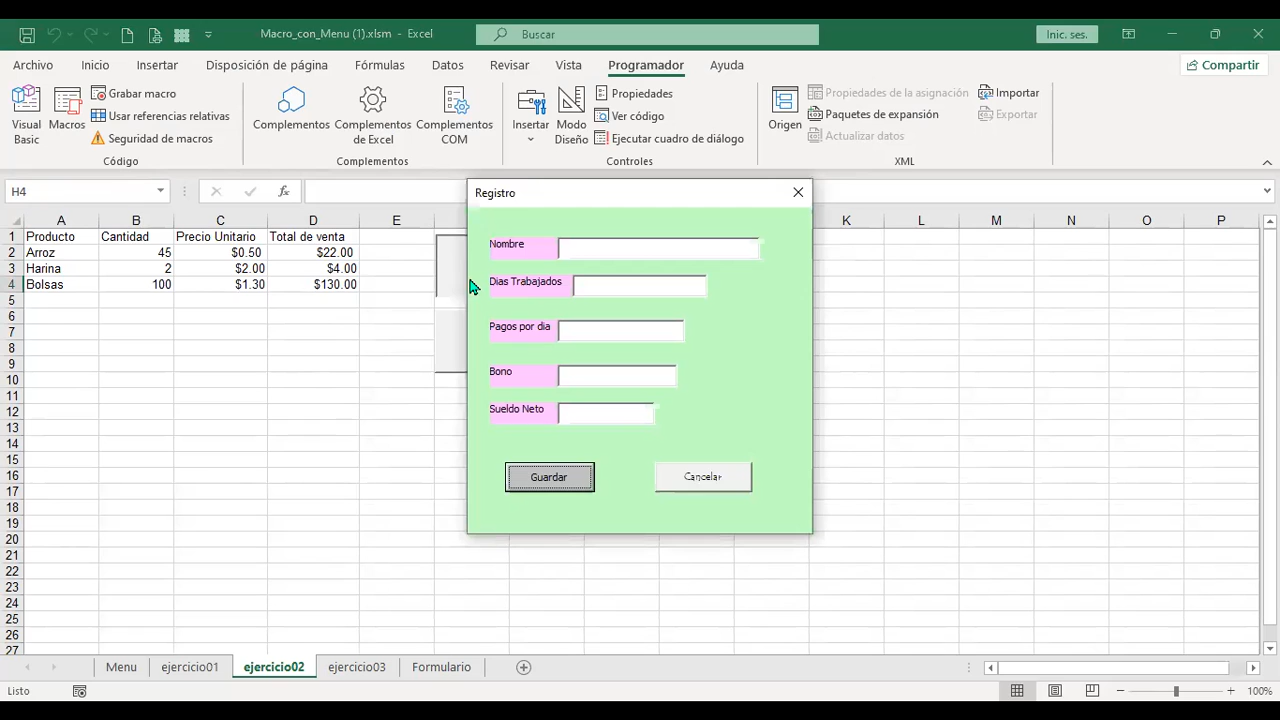 Macro_con_Menu (1).xlsm - Excel
Buscar
Inic. ses.
Archivo Inicio Insertar Disposición de página Fórmulas Datos Revisar Vista Programador Ayuda
Compartir
Visual Basic
Macros
Grabar macro
Usar referencias relativas
Seguridad de macros
Código
Complementos
Complementos de Excel
Complementos COM
Complementos
Insertar
Modo Diseño
Propiedades
Ver código
Ejecutar cuadro de diálogo
Controles
Origen
Propiedades de la asignación
Paquetes de expansión
Actualizar datos
Importar
Exportar
XML
H4
fx
A B C D E K L M N O P
1 Producto Cantidad Precio Unitario Total de venta
2 Arroz 45 $0.50 $22.00
3 Harina 2 $2.00 $4.00
4 Bolsas 100 $1.30 $130.00
5
6
7
8
9
10
11
12
13
14
15
16
17
18
19
20
21
22
23
24
25
26
27
Registro
Nombre
Dias Trabajados
Pagos por dia
Bono
Sueldo Neto
Guardar
Cancelar
Menu ejercicio01 ejercicio02 ejercicio03 Formulario
Listo
100%